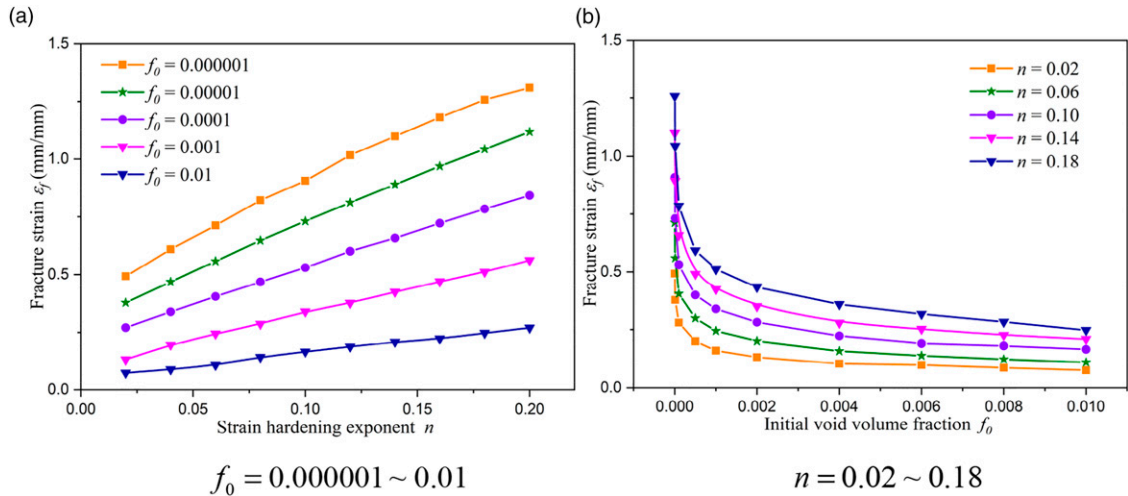 (a)
1.5
1.0
0.5
0.0
Fracture strain εf (mm/mm)
f0 = 0.000001
f0 = 0.00001
f0 = 0.0001
f0 = 0.001
f0 = 0.01
0.00 0.05 0.10 0.15 0.20
Strain hardening exponent n
f0 = 0.000001 ~ 0.01
(b)
1.5
1.0
0.5
0.0
Fracture strain εf (mm/mm)
n = 0.02
n = 0.06
n = 0.10
n = 0.14
n = 0.18
0.000 0.002 0.004 0.006 0.008 0.010
Initial void volume fraction f0
n = 0.02 ~ 0.18